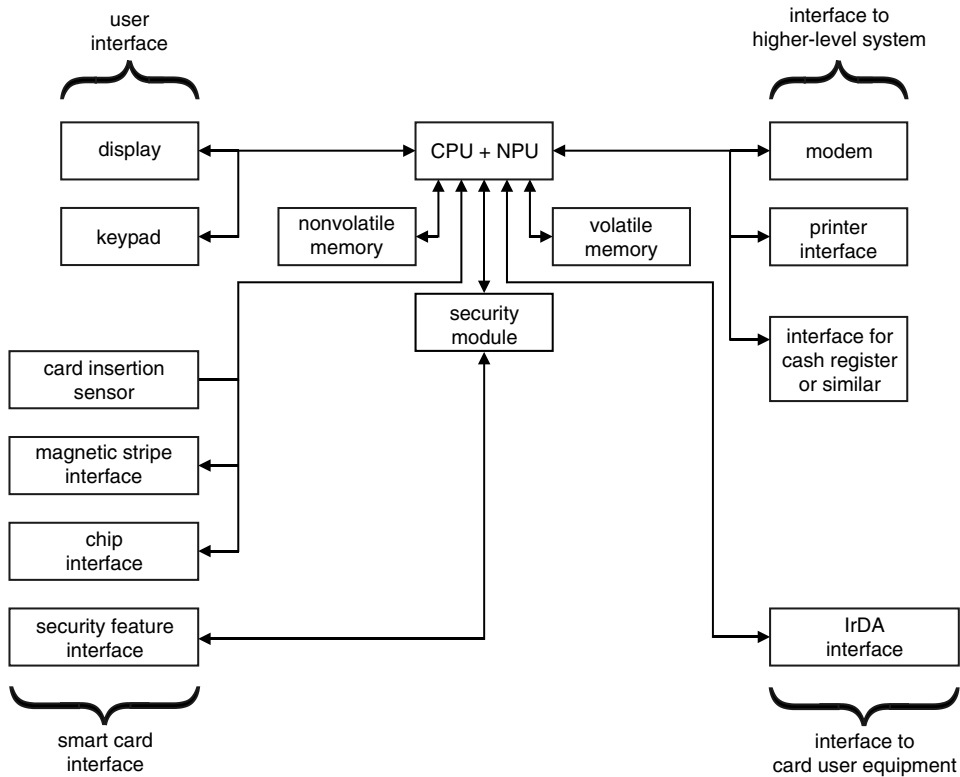 user
interface
interface to
higher-level system
display
CPU + NPU
modem
keypad
nonvolatile
memory
volatile
memory
printer
interface
security
module
interface for
cash register
or similar
card insertion
sensor
magnetic stripe
interface
chip
interface
security feature
interface
IrDA
interface
smart card
interface
interface to
card user equipment